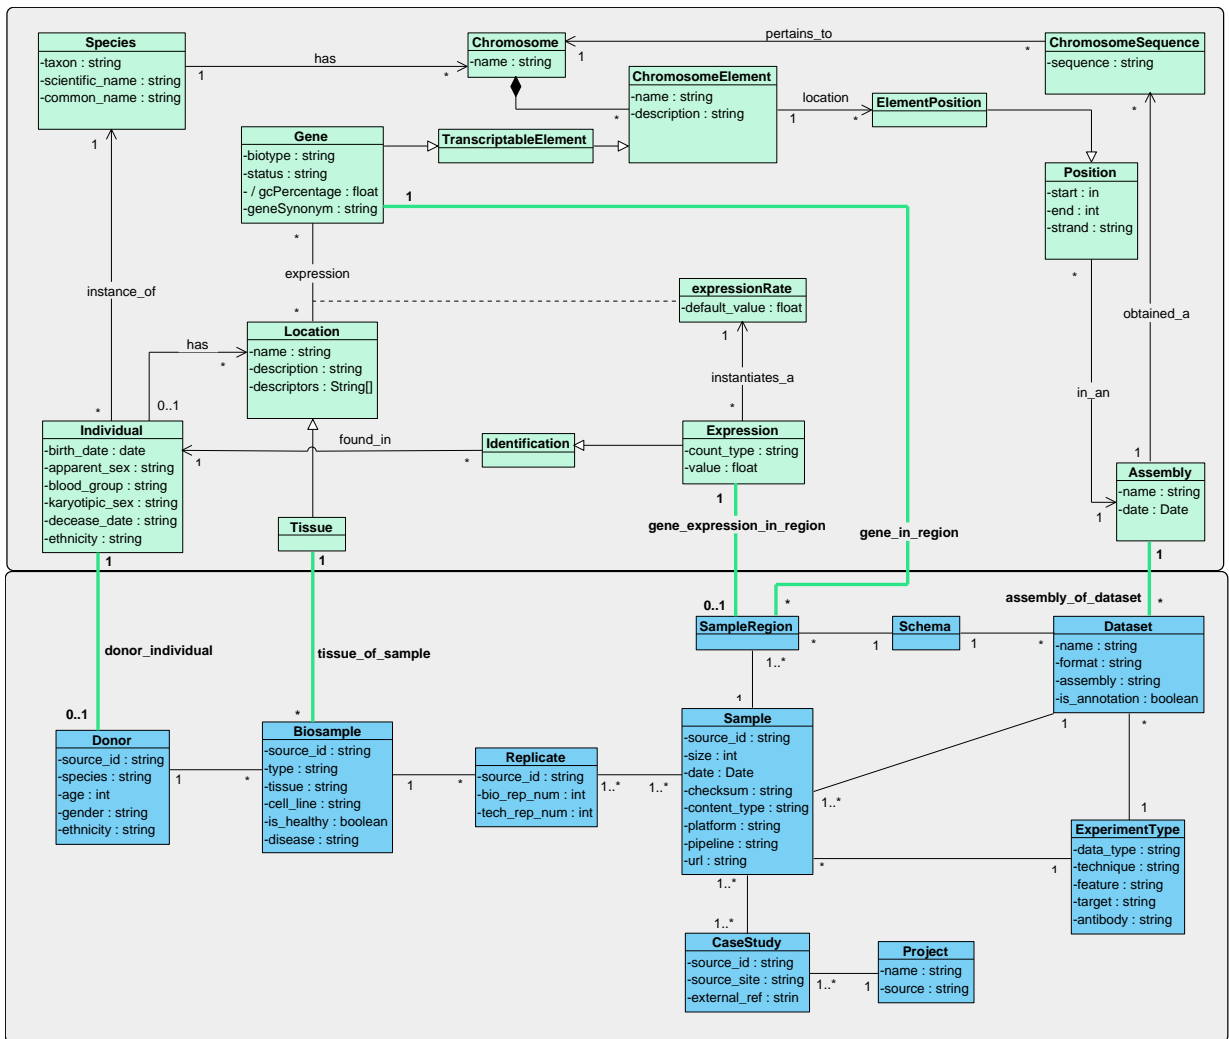 Species
-taxon : string
-scientific_name : string
-common_name : string
1
has
*
Chromosome
-name : string
1
pertains_to
*
ChromosomeSequence
-sequence : string
*
ChromosomeElement
-name : string
-description : string
*
location
1
*
ElementPosition
Gene
-biotype : string
-status : string
- / gcPercentage : float
-geneSynonym : string
TranscriptableElement
1
1
*
Position
-start : in
-end : int
-strand : string
*
expression
*
instance_of
expressionRate
-default_value : float
1
obtained_a
Location
-name : string
-description : string
-descriptors : String[]
has
*
0..1
*
instantiates_a
*
in_an
Individual
-birth_date : date
-apparent_sex : string
-blood_group : string
-karyotipic_sex : string
-decease_date : string
-ethnicity : string
1
found_in
*
Identification
Expression
-count_type : string
-value : float
1
1
Assembly
-name : string
-date : Date
1
Tissue
gene_expression_in_region
gene_in_region
1
1
1
donor_individual
tissue_of_sample
0..1
*
assembly_of_dataset
*
SampleRegion
*
1
Schema
1
*
Dataset
-name : string
-format : string
-assembly : string
-is_annotation : boolean
1..*
1
0..1
*
1
*
Donor
-source_id : string
-species : string
-age : int
-gender : string
-ethnicity : string
1
*
Biosample
-source_id : string
-type : string
-tissue : string
-cell_line : string
-is_healthy : boolean
-disease : string
1
*
Replicate
-source_id : string
-bio_rep_num : int
-tech_rep_num : int
1..*
1..*
Sample
-source_id : string
-size : int
-date : Date
-checksum : string
-content_type : string
-platform : string
-pipeline : string
-url : string
1..*
*
1
1
ExperimentType
-data_type : string
-technique : string
-feature : string
-target : string
-antibody : string
1..*
1..*
CaseStudy
-source_id : string
-source_site : string
-external_ref : strin
1..*
1
Project
-name : string
-source : string